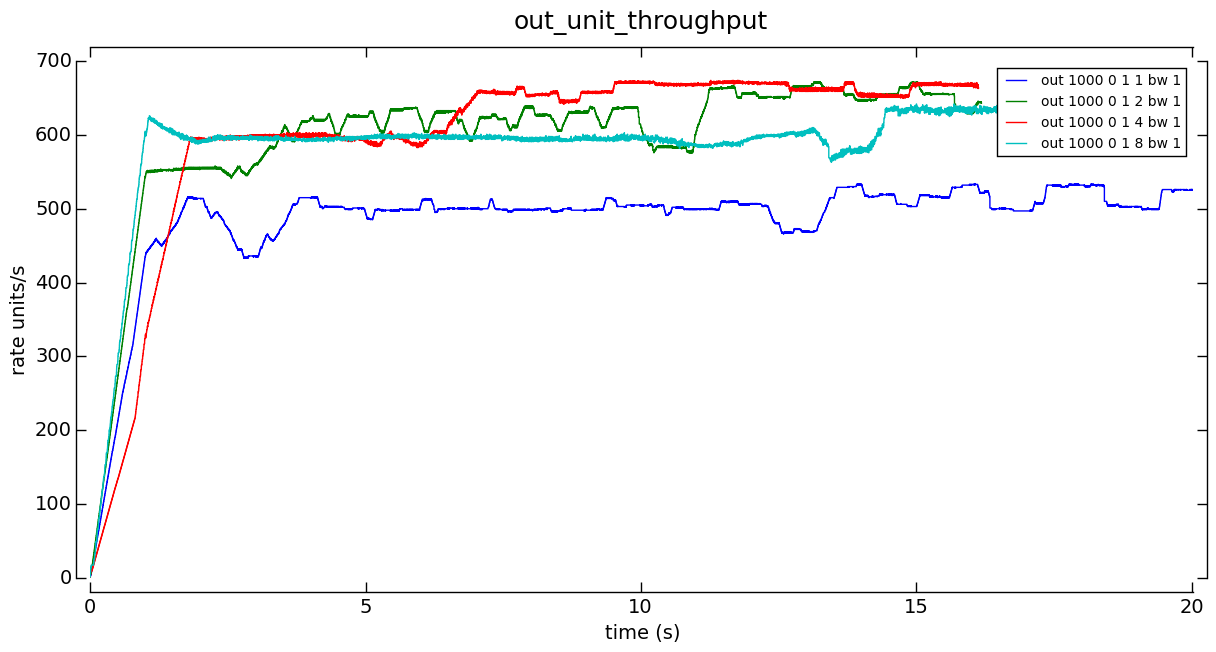 out_unit_throughput
700
600
500
400
300
200
100
0
rate units/s
out 1000 0 1 1 bw 1
out 1000 0 1 2 bw 1
out 1000 0 1 4 bw 1
out 1000 0 1 8 bw 1
0 5 10 15 20
time (s)